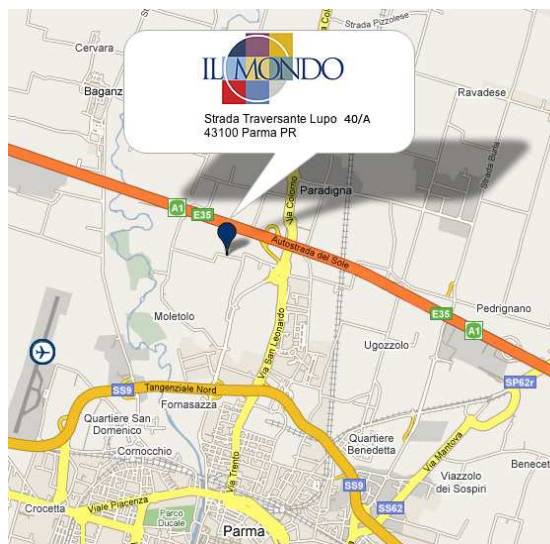 Strada Pizzolese
Cervara
IL MONDO
Baganz
Ravadese
Strada Traversante Lupo 40/A
43100 Parma PR
Strada Burla
Paradigna
Via Colorno
A1
E35
Autostrada del Sole
Pedrignano
E35
Moletolo
A1
Ugozzolo
Via San Leonardo
SP62r
SS9
Tangenziale Nord
Fornasazza
Quartiere San
Domenico
Quartiere
Benedetta
Via Mantova
Cornocchio
Via Trento
Benecet
Viazzolo
dei Sospiri
SS9
Viale Piacenza
Crocetta
SS62
Parco
Ducale
Parma